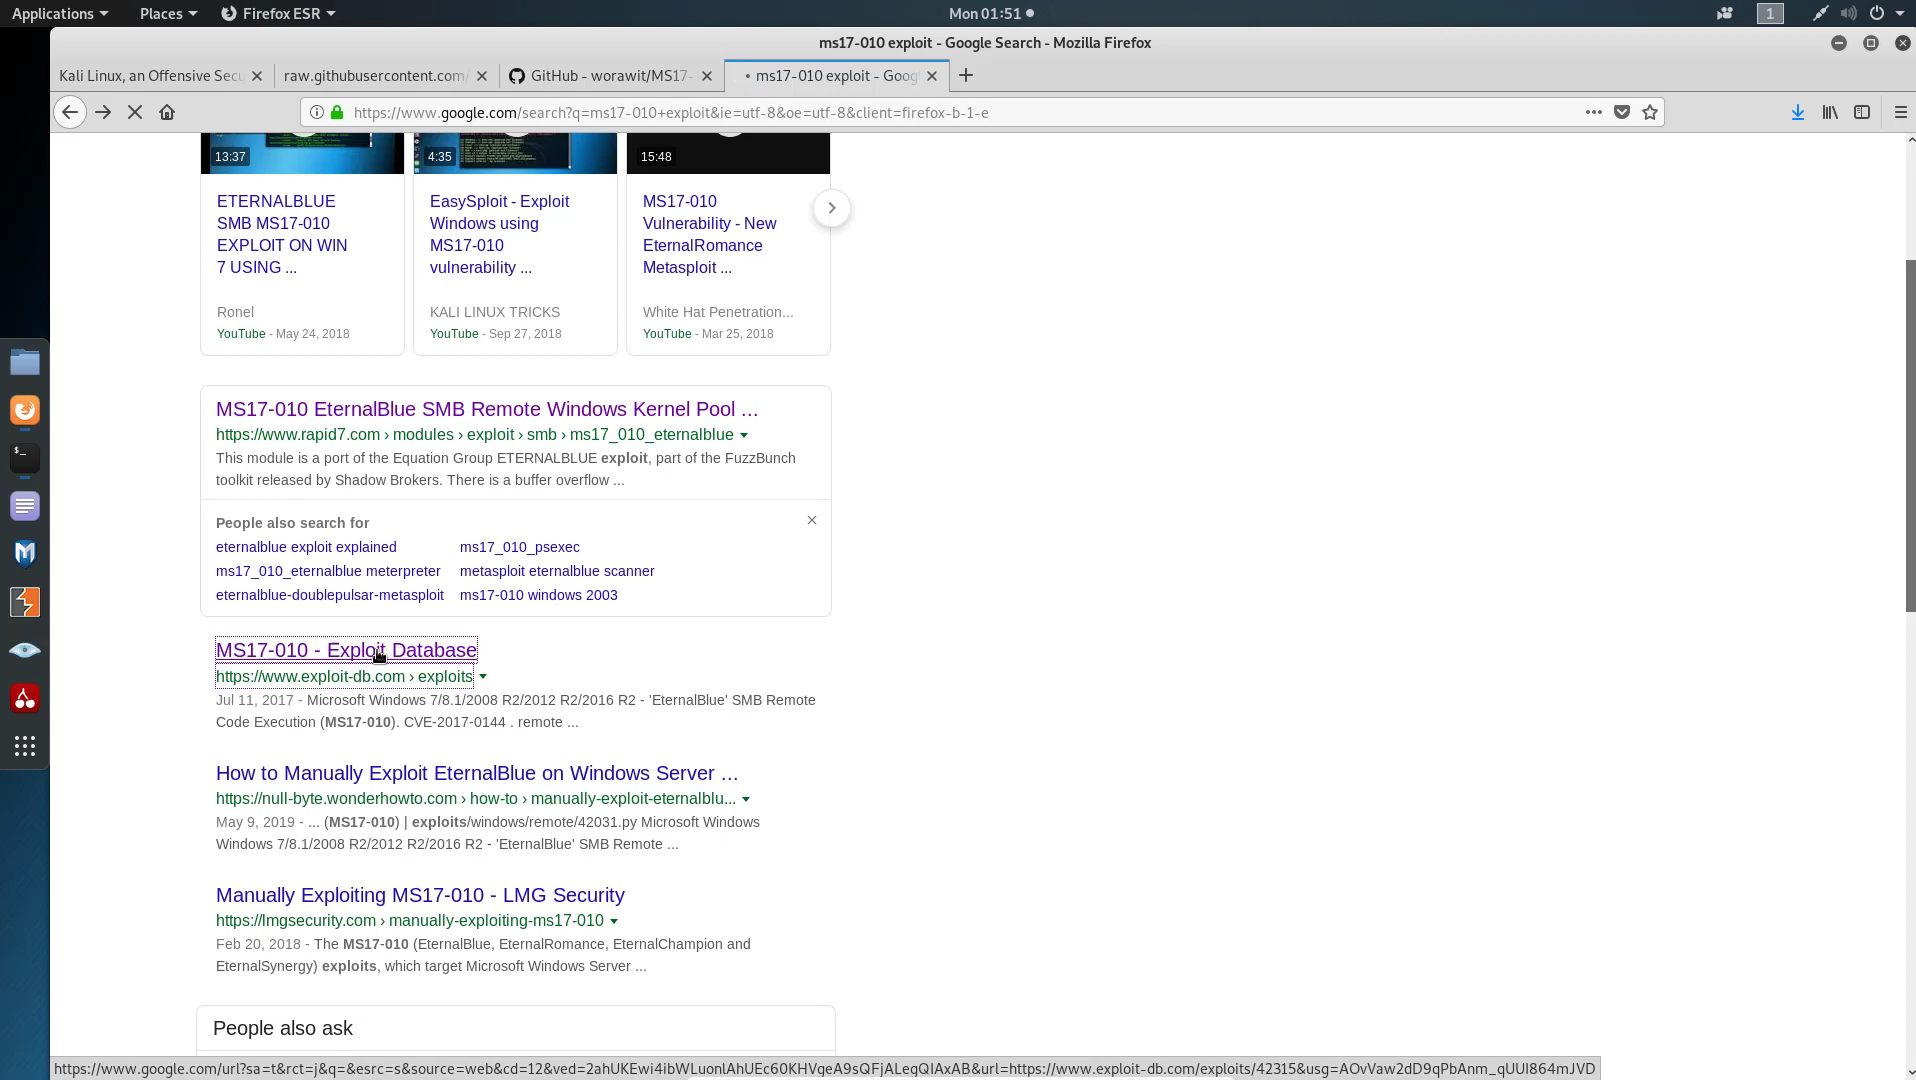 Applications Places Firefox ESR Mon 01:51 1
ms17-010 exploit - Google Search - Mozilla Firefox
Kali Linux, an Offensive Secu raw.githubusercontent.com/ GitHub - worawit/MS17- ms17-010 exploit - Goog
https://www.google.com/search?q=ms17-010+exploit&ie=utf-8&oe=utf-8&client=firefox-b-1-e
13:37 4:35 15:48
ETERNALBLUE
SMB MS17-010
EXPLOIT ON WIN
7 USING ...
Ronel
YouTube - May 24, 2018
EasySploit - Exploit
Windows using
MS17-010
vulnerability ...
KALI LINUX TRICKS
YouTube - Sep 27, 2018
MS17-010
Vulnerability - New
EternalRomance
Metasploit ...
White Hat Penetration...
YouTube - Mar 25, 2018
MS17-010 EternalBlue SMB Remote Windows Kernel Pool ...
https://www.rapid7.com › modules › exploit › smb › ms17_010_eternalblue
This module is a part of the Equation Group ETERNALBLUE exploit, part of the FuzzBunch
toolkit released by Shadow Brokers. There is a buffer overflow ...
People also search for
eternalblue exploit explained ms17_010_psexec
ms17_010_eternalblue meterpreter metasploit eternalblue scanner
eternalblue-doublepulsar-metasploit ms17-010 windows 2003
MS17-010 - Exploit Database
https://www.exploit-db.com › exploits
Jul 11, 2017 - Microsoft Windows 7/8.1/2008 R2/2012 R2/2016 R2 - 'EternalBlue' SMB Remote
Code Execution (MS17-010). CVE-2017-0144 . remote ...
How to Manually Exploit EternalBlue on Windows Server ...
https://null-byte.wonderhowto.com › how-to › manually-exploit-eternalblu...
May 9, 2019 - ... (MS17-010) | exploits/windows/remote/42031.py Microsoft Windows
Windows 7/8.1/2008 R2/2012 R2/2016 R2 - 'EternalBlue' SMB Remote ...
Manually Exploiting MS17-010 - LMG Security
https://lmgsecurity.com › manually-exploiting-ms17-010
Feb 20, 2018 - The MS17-010 (EternalBlue, EternalRomance, EternalChampion and
EternalSynergy) exploits, which target Microsoft Windows Server ...
People also ask
https://www.google.com/url?sa=t&rct=j&q=&esrc=s&source=web&cd=12&ved=2ahUKEwi4ibWLuonlAhUEc60KHVgeA9sQFjALegQIAxAB&url=https://www.exploit-db.com/exploits/42315&usg=AOvVaw2dD9qPbAnm_qUUI864mJVD